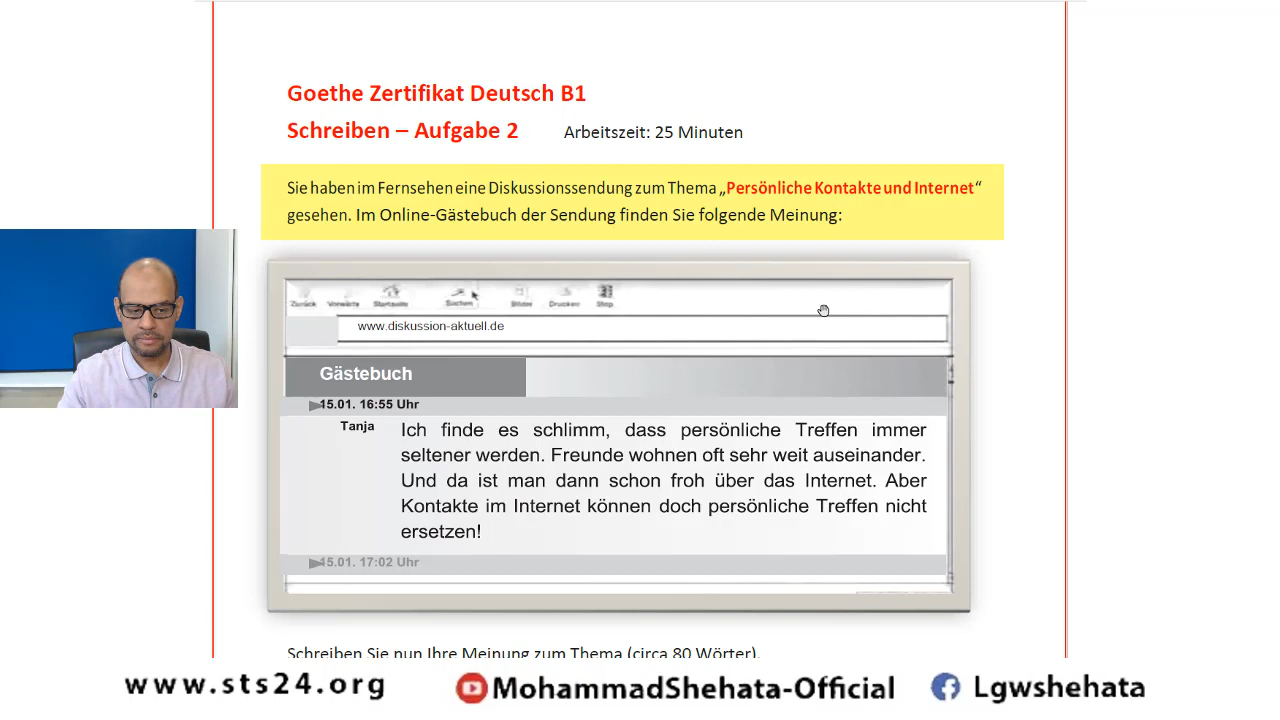 Goethe Zertifikat Deutsch B1
Schreiben – Aufgabe 2 Arbeitszeit: 25 Minuten
Sie haben im Fernsehen eine Diskussionssendung zum Thema „Persönliche Kontakte und Internet“
gesehen. Im Online-Gästebuch der Sendung finden Sie folgende Meinung:
Zurück Vorwärts Startseite Suchen Bilder Drucken Stop
www.diskussion-aktuell.de
Gästebuch
15.01. 16:55 Uhr
Tanja
Ich finde es schlimm, dass persönliche Treffen immer
seltener werden. Freunde wohnen oft sehr weit auseinander.
Und da ist man dann schon froh über das Internet. Aber
Kontakte im Internet können doch persönliche Treffen nicht
ersetzen!
15.01. 17:02 Uhr
Schreiben Sie nun Ihre Meinung zum Thema (circa 80 Wörter).
www.sts24.org MohammadShehata-Official Lgwshehata